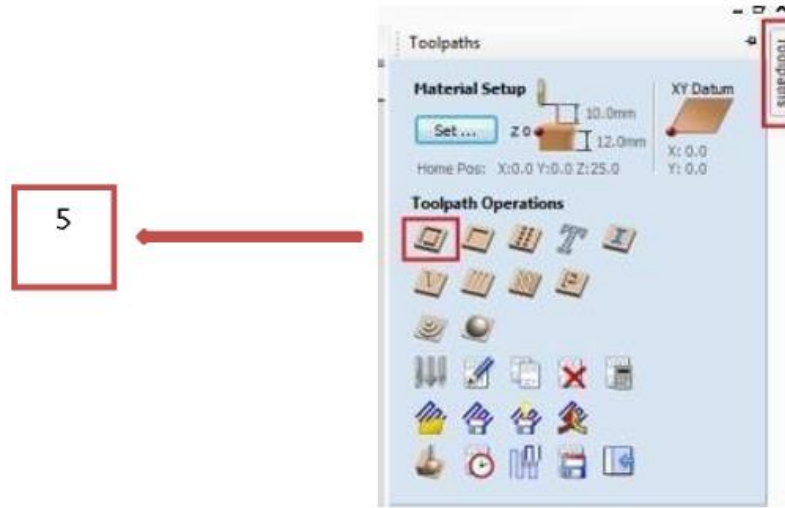 5
Toolpaths
Toolpaths
Material Setup
XY Datum
10.0mm
Set ...
Z 0
12.0mm
X: 0.0
Home Pos: X:0.0 Y:0.0 Z:25.0
Y: 0.0
Toolpath Operations